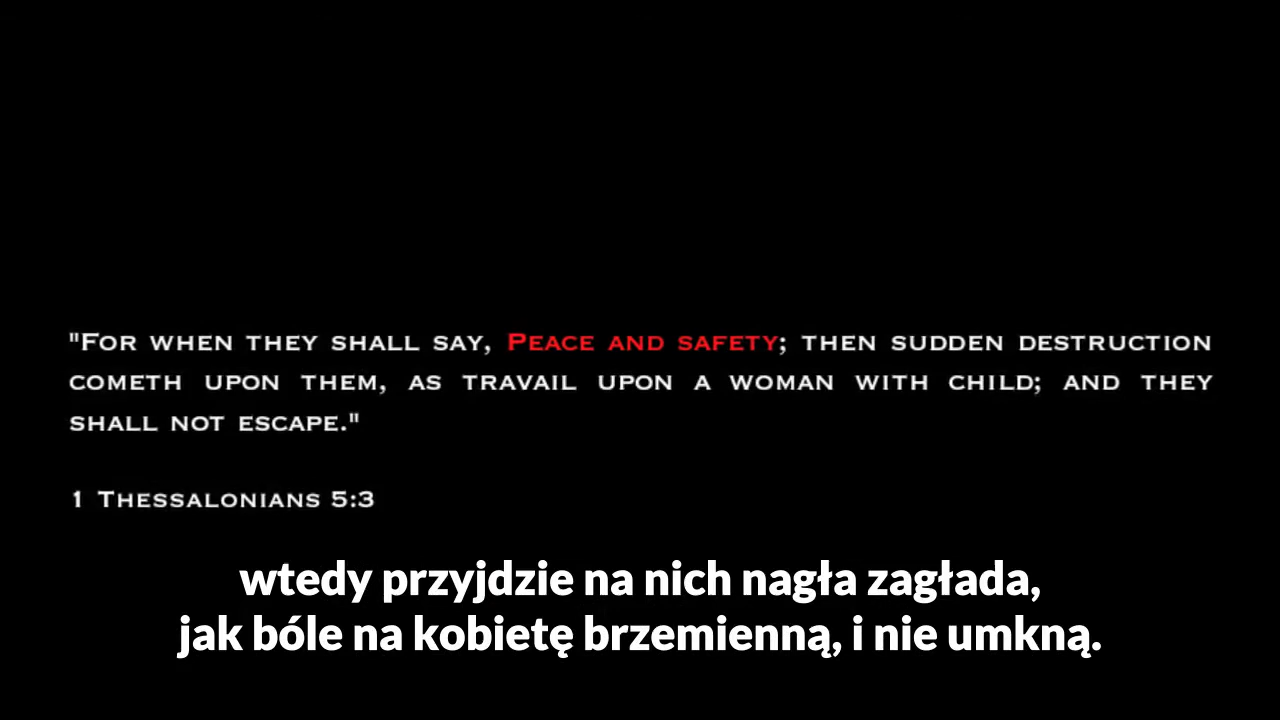 "For when they shall say, Peace and safety; then sudden destruction
cometh upon them, as travail upon a woman with child; and they
shall not escape."
1 Thessalonians 5:3
wtedy przyjdzie na nich nagła zagłada,
jak bóle na kobietę brzemienną, i nie umkną.